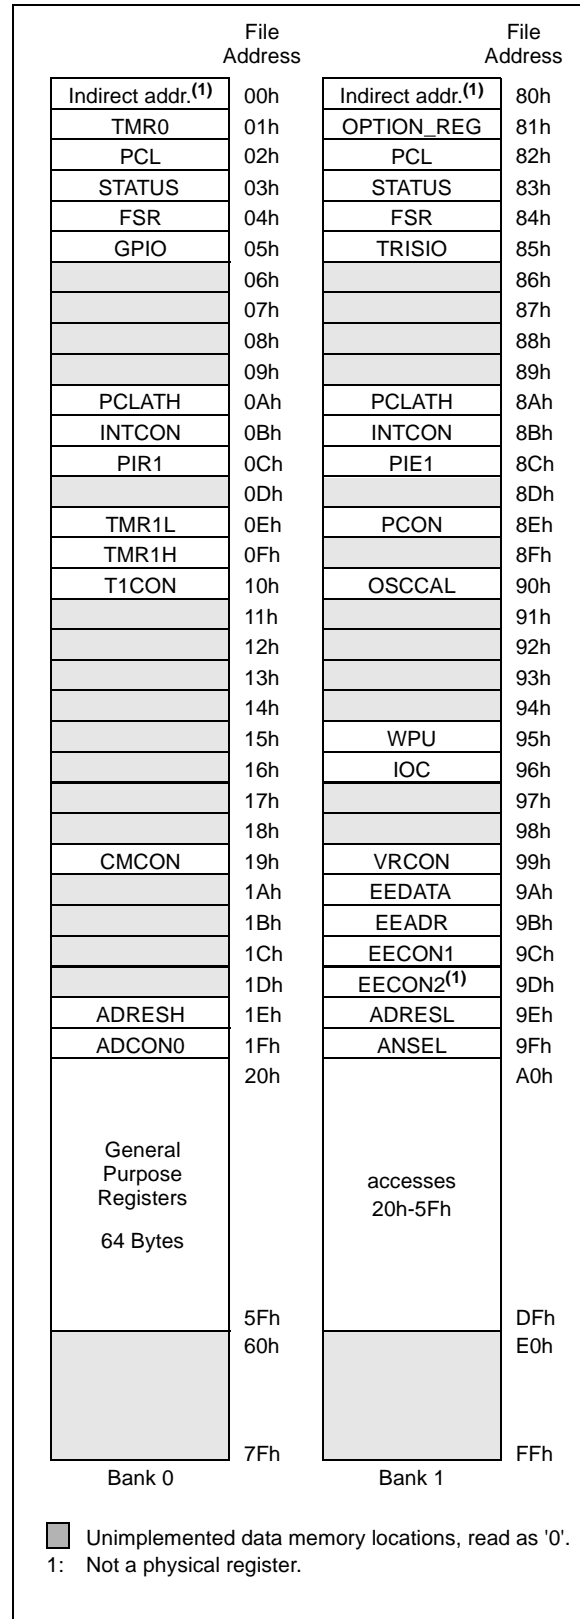 File Address File Address
Indirect addr.(1) 00h Indirect addr.(1) 80h
TMR0 01h OPTION_REG 81h
PCL 02h PCL 82h
STATUS 03h STATUS 83h
FSR 04h FSR 84h
GPIO 05h TRISIO 85h
06h 86h
07h 87h
08h 88h
09h 89h
PCLATH 0Ah PCLATH 8Ah
INTCON 0Bh INTCON 8Bh
PIR1 0Ch PIE1 8Ch
0Dh 8Dh
TMR1L 0Eh PCON 8Eh
TMR1H 0Fh 8Fh
T1CON 10h OSCCAL 90h
11h 91h
12h 92h
13h 93h
14h 94h
15h WPU 95h
16h IOC 96h
17h 97h
18h 98h
CMCON 19h VRCON 99h
1Ah EEDATA 9Ah
1Bh EEADR 9Bh
1Ch EECON1 9Ch
1Dh EECON2(1) 9Dh
ADRESH 1Eh ADRESL 9Eh
ADCON0 1Fh ANSEL 9Fh
20h A0h
General
Purpose
Registers
64 Bytes
accesses
20h-5Fh
5Fh DFh
60h E0h
7Fh FFh
Bank 0 Bank 1
Unimplemented data memory locations, read as '0'.
1: Not a physical register.